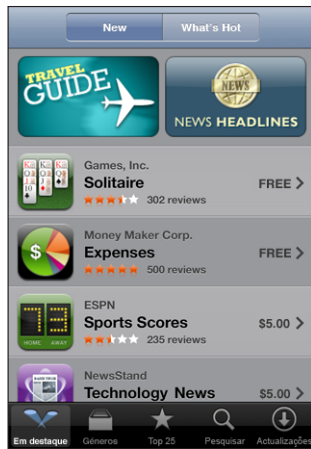 New
What's Hot
TRAVEL
GUIDE
NEWS
NEWS HEADLINES
Games, Inc.
Solitaire
302 reviews
FREE
Money Maker Corp.
Expenses
500 reviews
FREE
$
ESPN
Sports Scores
235 reviews
$5.00
73
HOME AWAY
NewsStand
Technology News
$5.00
Em destaque
Géneros
Top 25
Pesquisar
Actualizações